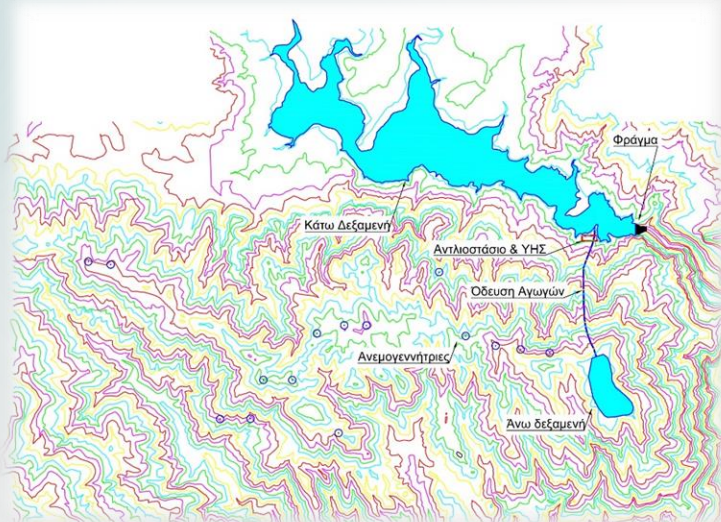 Φράγμα
Κάτω Δεξαμενή
Αντλιοστάσιο & ΥΗΣ
Όδευση Αγωγών
Ανεμογεννήτριες
Άνω δεξαμενή